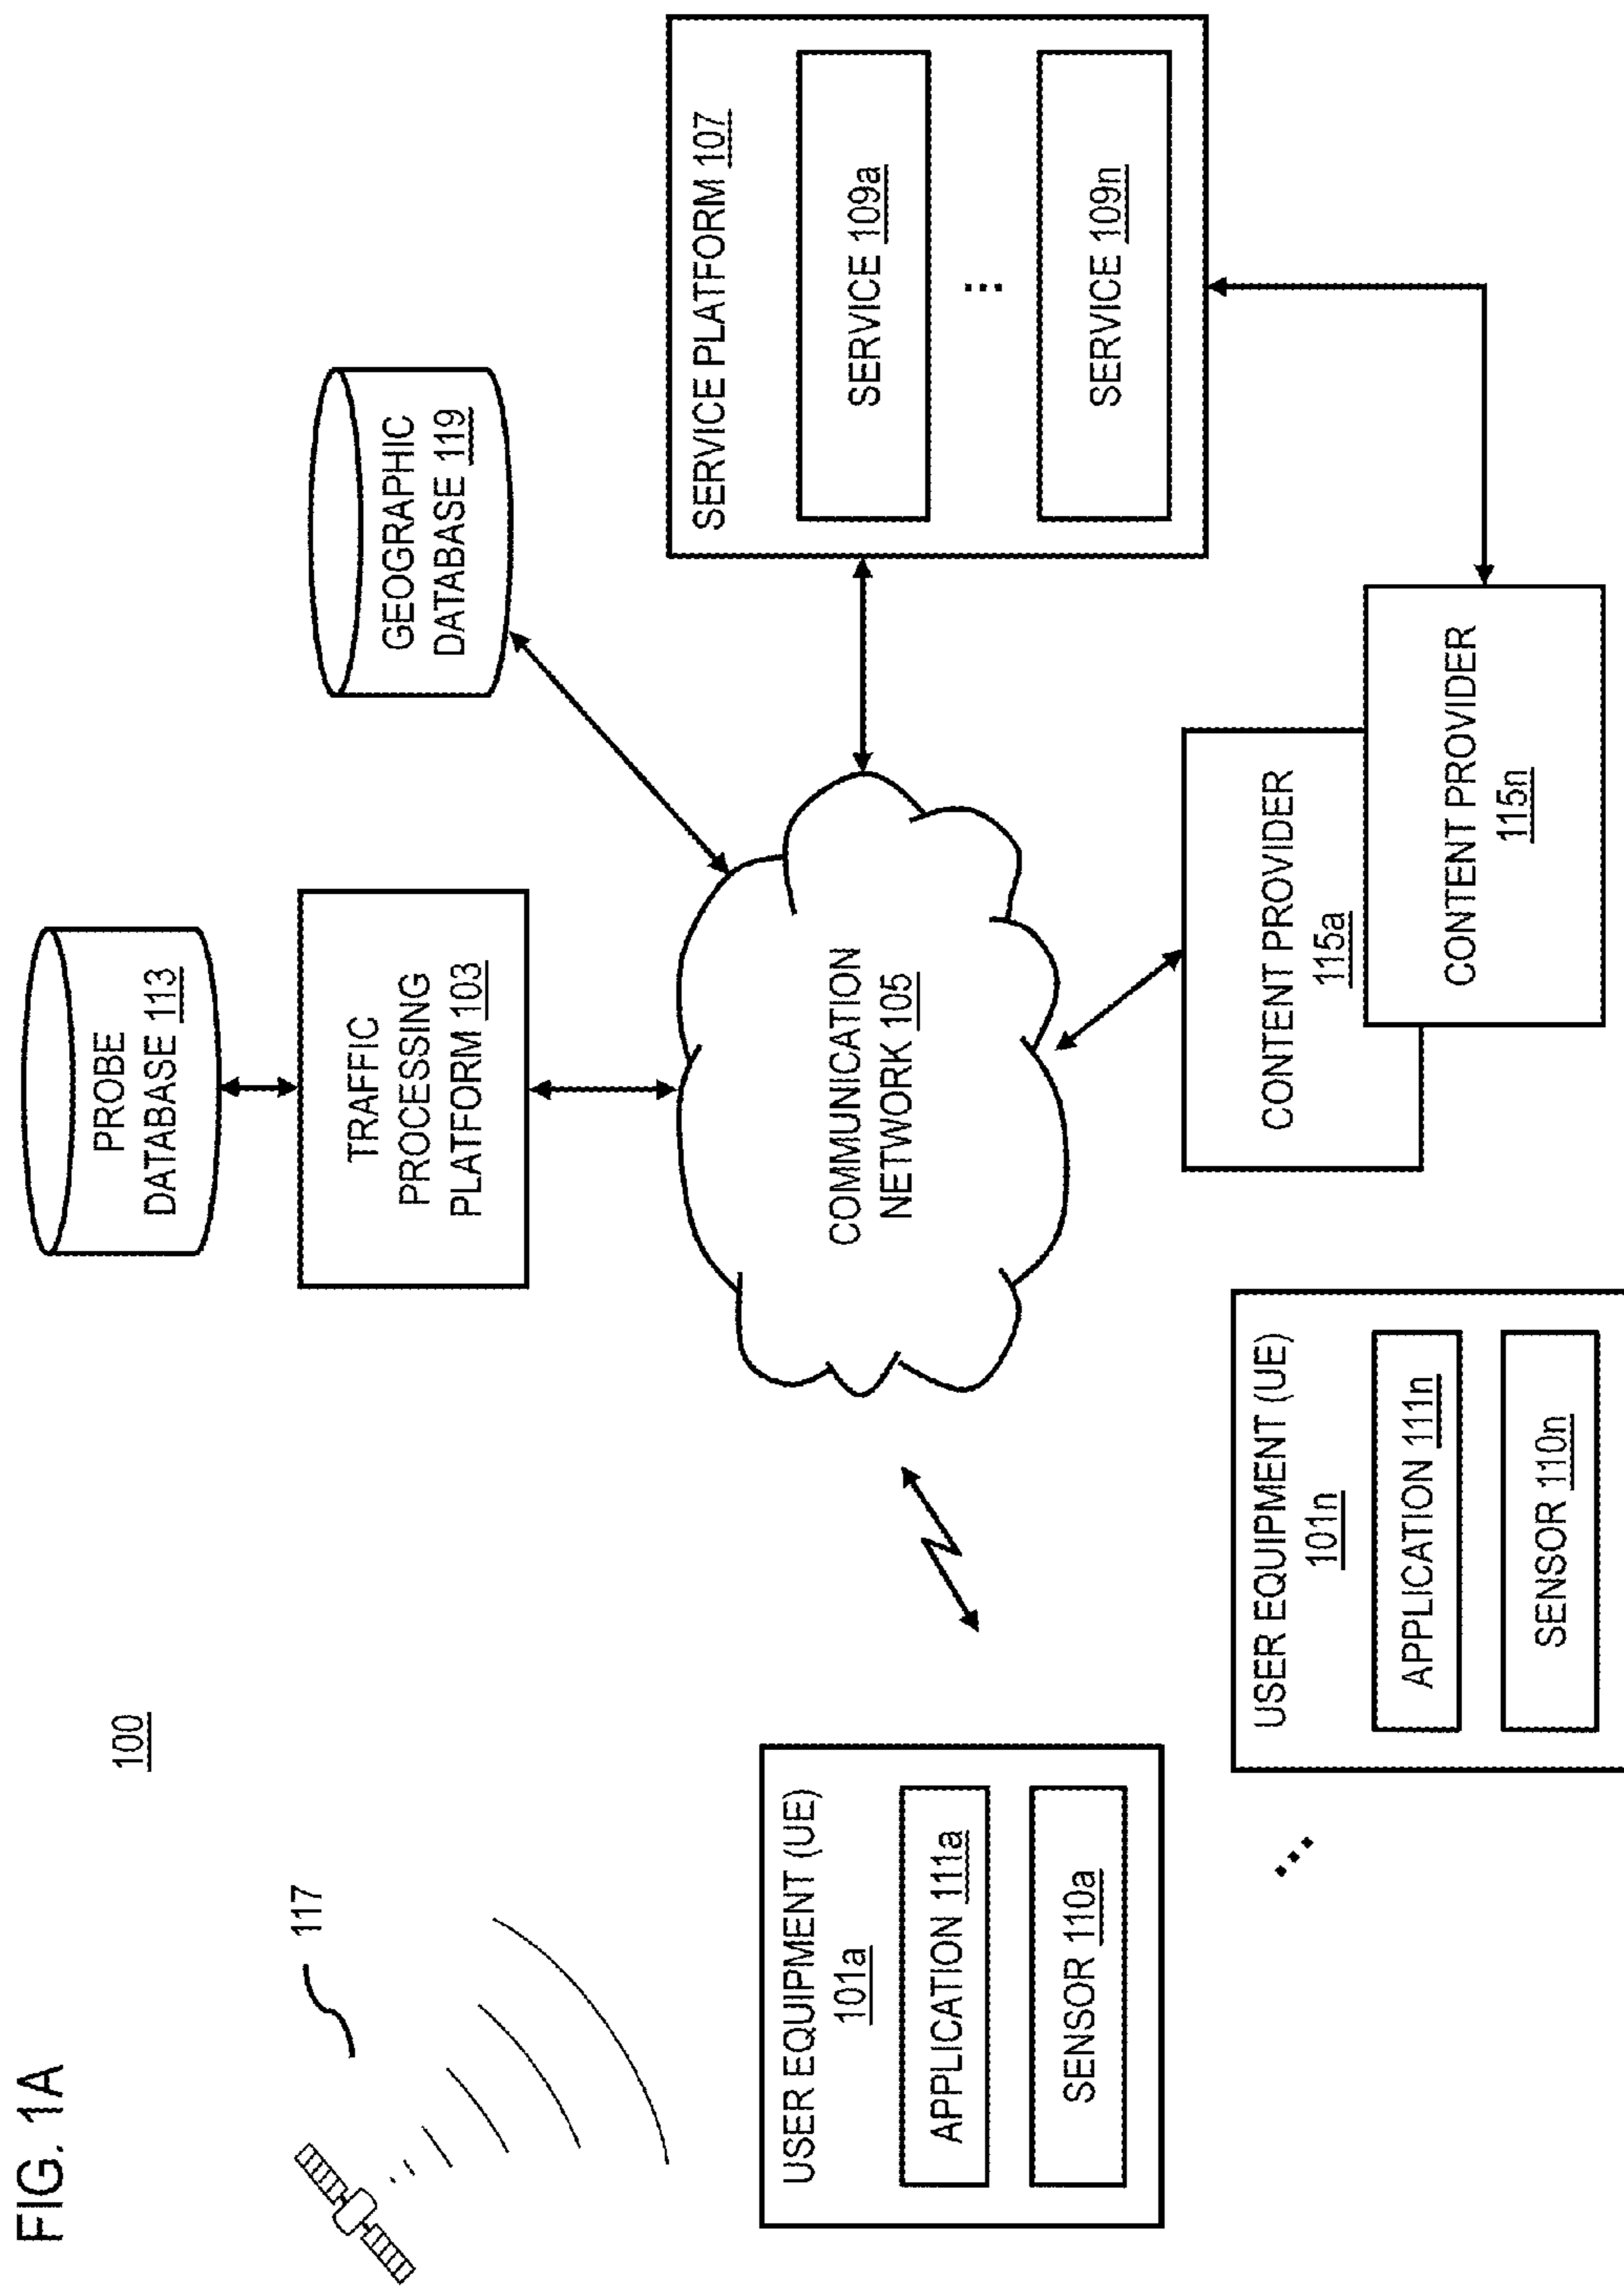 FIG. 1A
100
117
PROBE
DATABASE 113
TRAFFIC
PROCESSING
PLATFORM 103
GEOGRAPHIC
DATABASE 119
COMMUNICATION
NETWORK 105
SERVICE PLATFORM 107
SERVICE 109a
...
SERVICE 109n
USER EQUIPMENT (UE)
101a
APPLICATION 111a
SENSOR 110a
...
USER EQUIPMENT (UE)
101n
APPLICATION 111n
SENSOR 110n
CONTENT PROVIDER
115a
CONTENT PROVIDER
115n